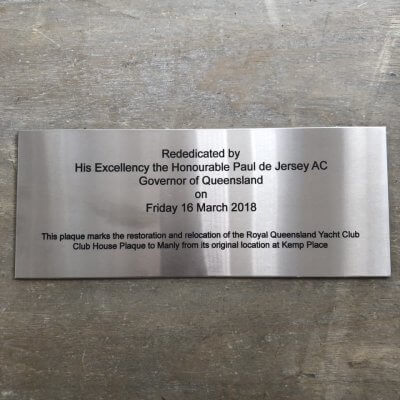 Rededicated by
His Excellency the Honourable Paul de Jersey AC
Governor of Queensland
on
Friday 16 March 2018
This plaque marks the restoration and relocation of the Royal Queensland Yacht Club
Club House Plaque to Manly from its original location at Kemp Place